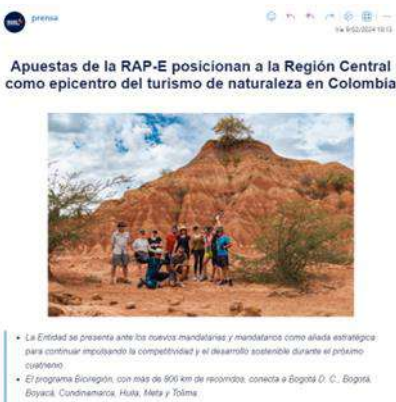 prensa
Apuestas de la RAP-E posicionan a la Región Central
como epicentro del turismo de naturaleza en Colombia
• La Entidad se presenta ante los nuevos mandatarias y mandatarios como aliada estratégica
para continuar impulsando la competitividad y el desarrollo sostenible durante el próximo
cuatrenio.
• El programa Biciregión, con más de 806 km de recorridos, conecta a Bogotá D. C., Bogotá,
Boyacá, Cundinamarca, Huila, Meta y Tolima.